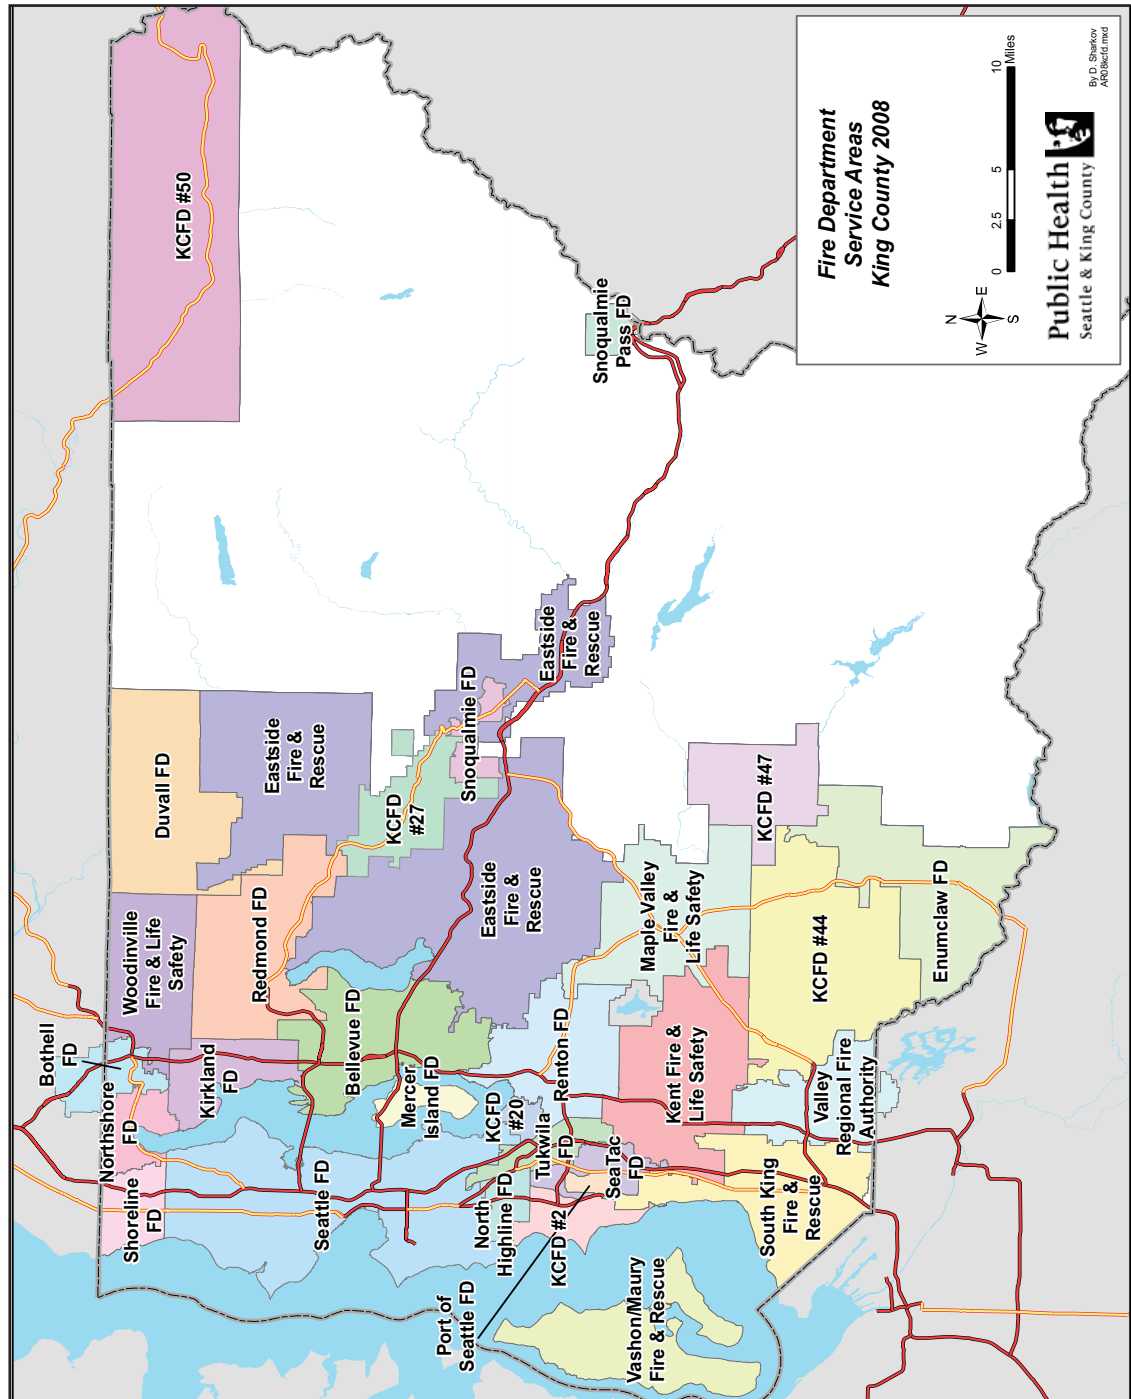 Fire Department
Service Areas
King County 2008
N
W
E
S
0
2.5
5
10
Miles
Public Health
Seattle & King County
By D. Sharkov
AR08kcfd.mxd
Shoreline
FD
Northshore
FD
Bothell
FD
Woodinville
Fire & Life
Safety
Duvall FD
KCFD #50
Kirkland
FD
Redmond FD
Eastside
Fire &
Rescue
Seattle FD
Bellevue FD
KCFD
#27
Mercer
Island FD
Snoqualmie FD
Eastside
Fire &
Rescue
Eastside
Fire &
Rescue
Snoqualmie
Pass FD
Port of
Seattle FD
North
Highline FD
KCFD
#20
Tukwila
FD
Renton FD
KCFD #2
SeaTac
FD
Maple Valley
Fire &
Life Safety
Vashon/Maury
Fire & Rescue
Kent Fire &
Life Safety
KCFD #47
South King
Fire &
Rescue
Valley
Regional Fire
Authority
KCFD #44
Enumclaw FD